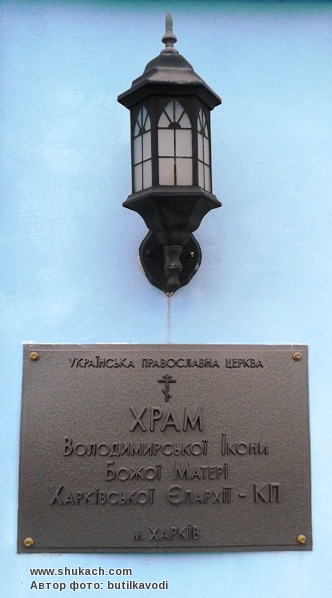 УКРАЇНСЬКА ПРАВОСЛАВНА ЦЕРКВА
ХРАМ
ВОЛОДИМИРСЬКОЇ ІКОНИ
БОЖОЇ МАТЕРІ
ХАРКІВСЬКОЇ ЄПАРХІЇ - КП
м. ХАРКІВ
www.shukach.com
Автор фото: butilkavodi